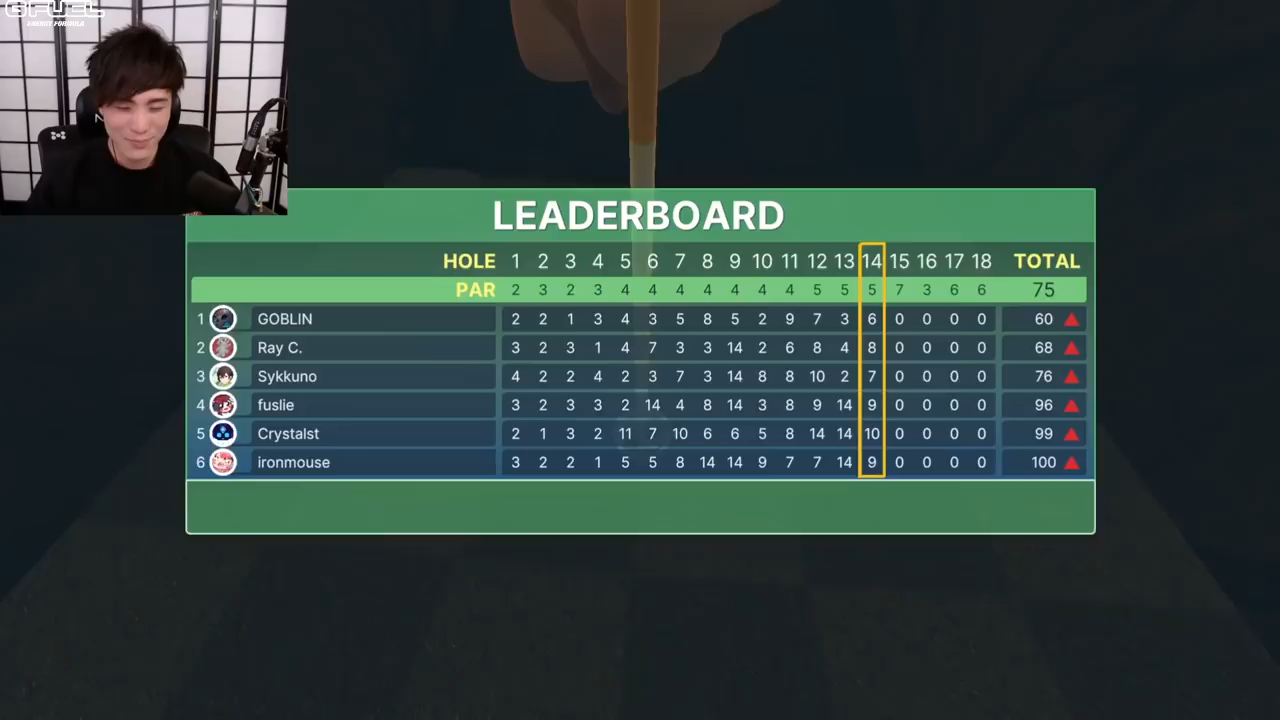 GFUEL
ENERGY FORMULA
LEADERBOARD
HOLE 1 2 3 4 5 6 7 8 9 10 11 12 13 14 15 16 17 18 TOTAL
PAR 2 3 2 3 4 4 4 4 4 4 4 5 5 5 7 3 6 6 75
1 GOBLIN 2 2 1 3 4 3 5 8 5 2 9 7 3 6 0 0 0 0 60
2 Ray C. 3 2 3 1 4 7 3 3 14 2 6 8 4 8 0 0 0 0 68
3 Sykkuno 4 2 2 4 2 3 7 3 14 8 8 10 2 7 0 0 0 0 76
4 fuslie 3 2 3 3 2 14 4 8 14 3 8 9 14 9 0 0 0 0 96
5 Crystalst 2 1 3 2 11 7 10 6 6 5 8 14 14 10 0 0 0 0 99
6 ironmouse 3 2 2 1 5 5 8 14 14 9 7 7 14 9 0 0 0 0 100